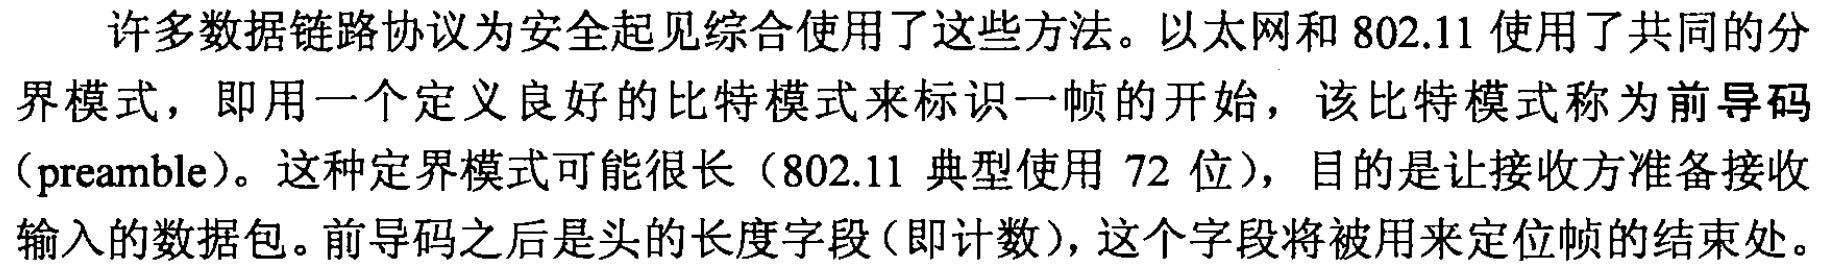 许多数据链路协议为安全起见综合使用了这些方法。以太网和 802.11 使用了共同的分
界模式，即用一个定义良好的比特模式来标识一帧的开始，该比特模式称为前导码
（preamble）。这种定界模式可能很长（802.11 典型使用 72 位），目的是让接收方准备接收
输入的数据包。前导码之后是头的长度字段（即计数），这个字段将被用来定位帧的结束处。